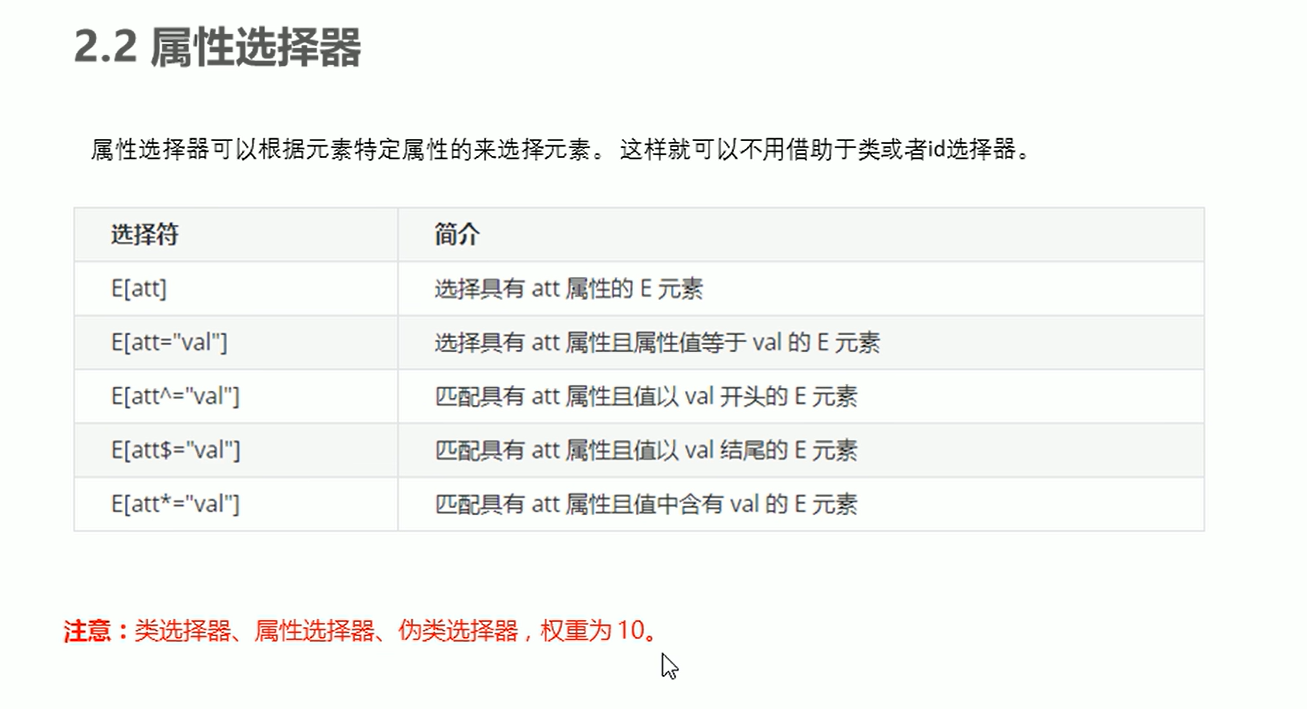 2.2 属性选择器
属性选择器可以根据元素特定属性的来选择元素。 这样就可以不用借助于类或者id选择器。
选择符 简介
E[att] 选择具有 att 属性的 E 元素
E[att="val"] 选择具有 att 属性且属性值等于 val 的 E 元素
E[att^="val"] 匹配具有 att 属性且值以 val 开头的 E 元素
E[att$="val"] 匹配具有 att 属性且值以 val 结尾的 E 元素
E[att*="val"] 匹配具有 att 属性且值中含有 val 的 E 元素
注意：类选择器、属性选择器、伪类选择器，权重为 10。